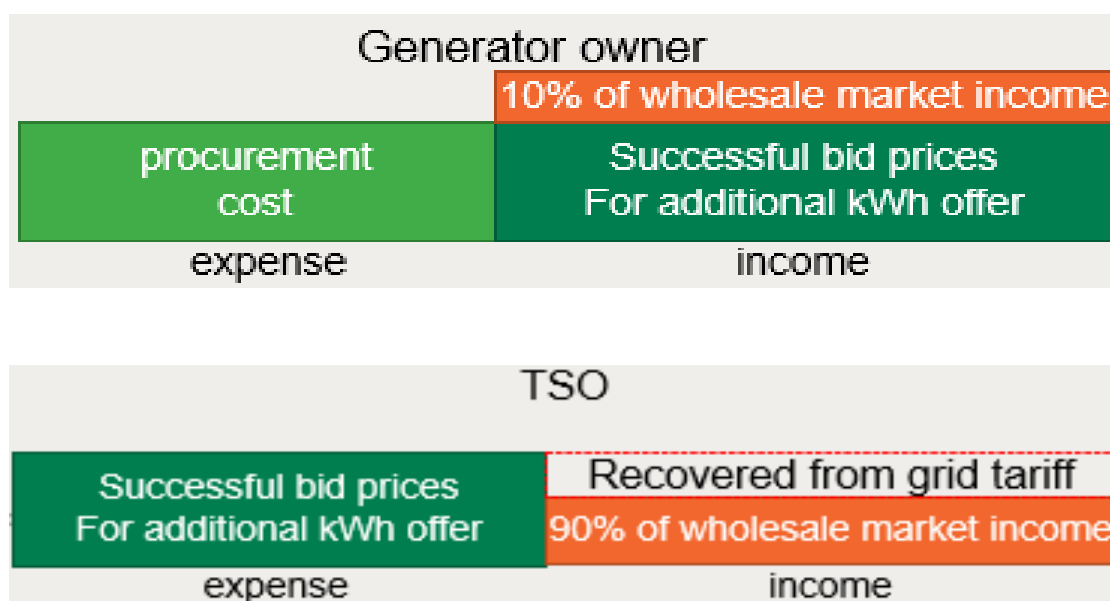 Generator owner
10% of wholesale market income
procurement
cost
Successful bid prices
For additional kWh offer
expense
income
TSO
Successful bid prices
For additional kWh offer
Recovered from grid tariff
90% of wholesale market income
expense
income